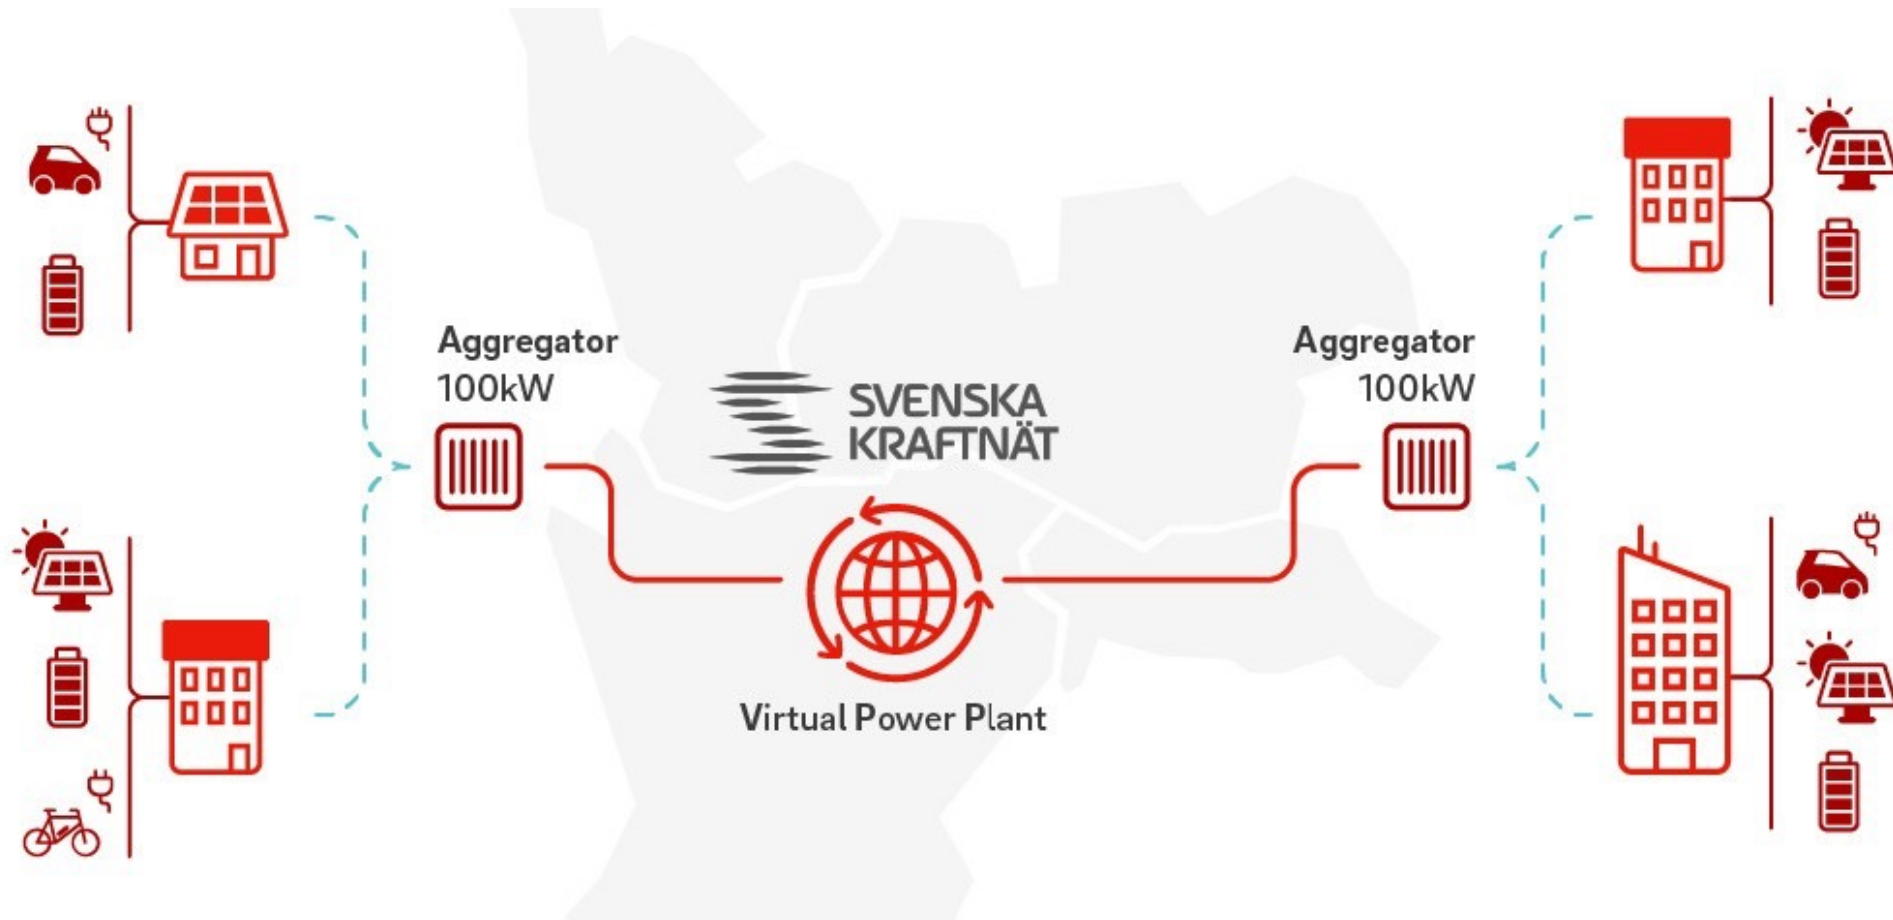 Aggregator
100kW
Aggregator
100kW
SVENSKA
KRAFTNÄT
Virtual Power Plant